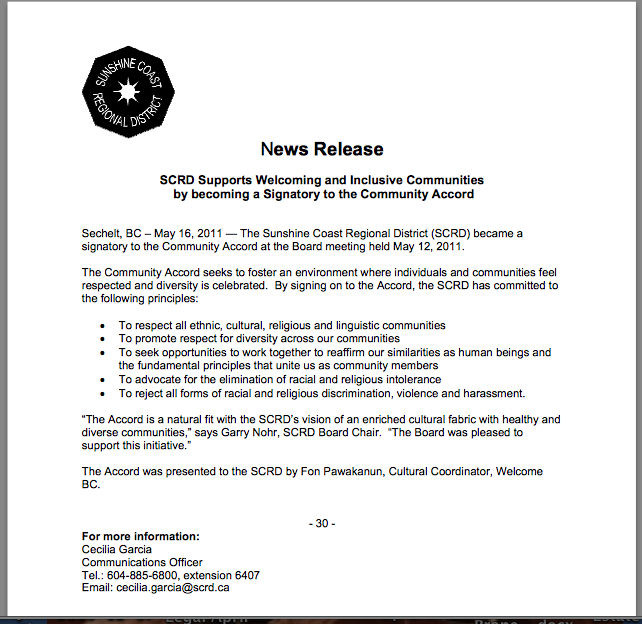 SUNSHINE COAST
REGIONAL DISTRICT
News Release
SCRD Supports Welcoming and Inclusive Communities
by becoming a Signatory to the Community Accord
Sechelt, BC – May 16, 2011 — The Sunshine Coast Regional District (SCRD) became a
signatory to the Community Accord at the Board meeting held May 12, 2011.
The Community Accord seeks to foster an environment where individuals and communities feel
respected and diversity is celebrated.  By signing on to the Accord, the SCRD has committed to
the following principles:
• To respect all ethnic, cultural, religious and linguistic communities
• To promote respect for diversity across our communities
• To seek opportunities to work together to reaffirm our similarities as human beings and
the fundamental principles that unite us as community members
• To advocate for the elimination of racial and religious intolerance
• To reject all forms of racial and religious discrimination, violence and harassment.
“The Accord is a natural fit with the SCRD’s vision of an enriched cultural fabric with healthy and
diverse communities,” says Garry Nohr, SCRD Board Chair.  “The Board was pleased to
support this initiative.”
The Accord was presented to the SCRD by Fon Pawakanun, Cultural Coordinator, Welcome
BC.
- 30 -
For more information:
Cecilia Garcia
Communications Officer
Tel.: 604-885-6800, extension 6407
Email: cecilia.garcia@scrd.ca